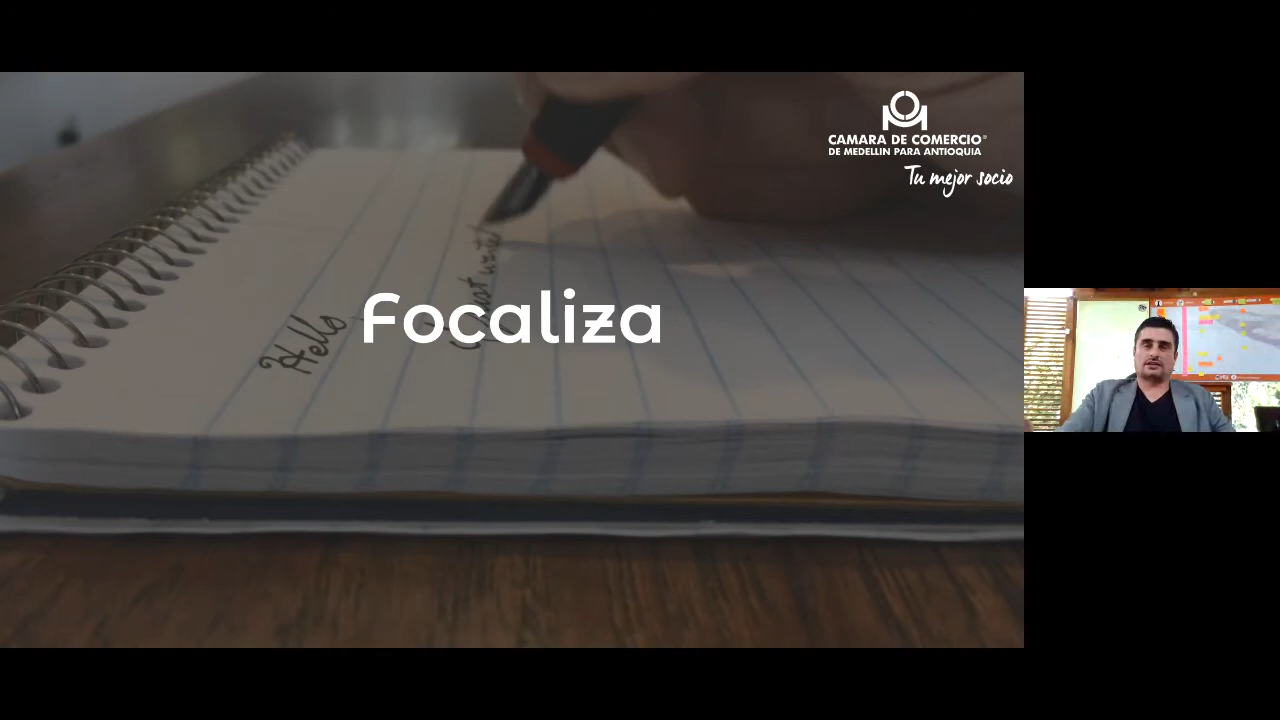 CAMARA DE COMERCIO®
DE MEDELLIN PARA ANTIOQUIA
Tu mejor socio
Focaliza
Hello